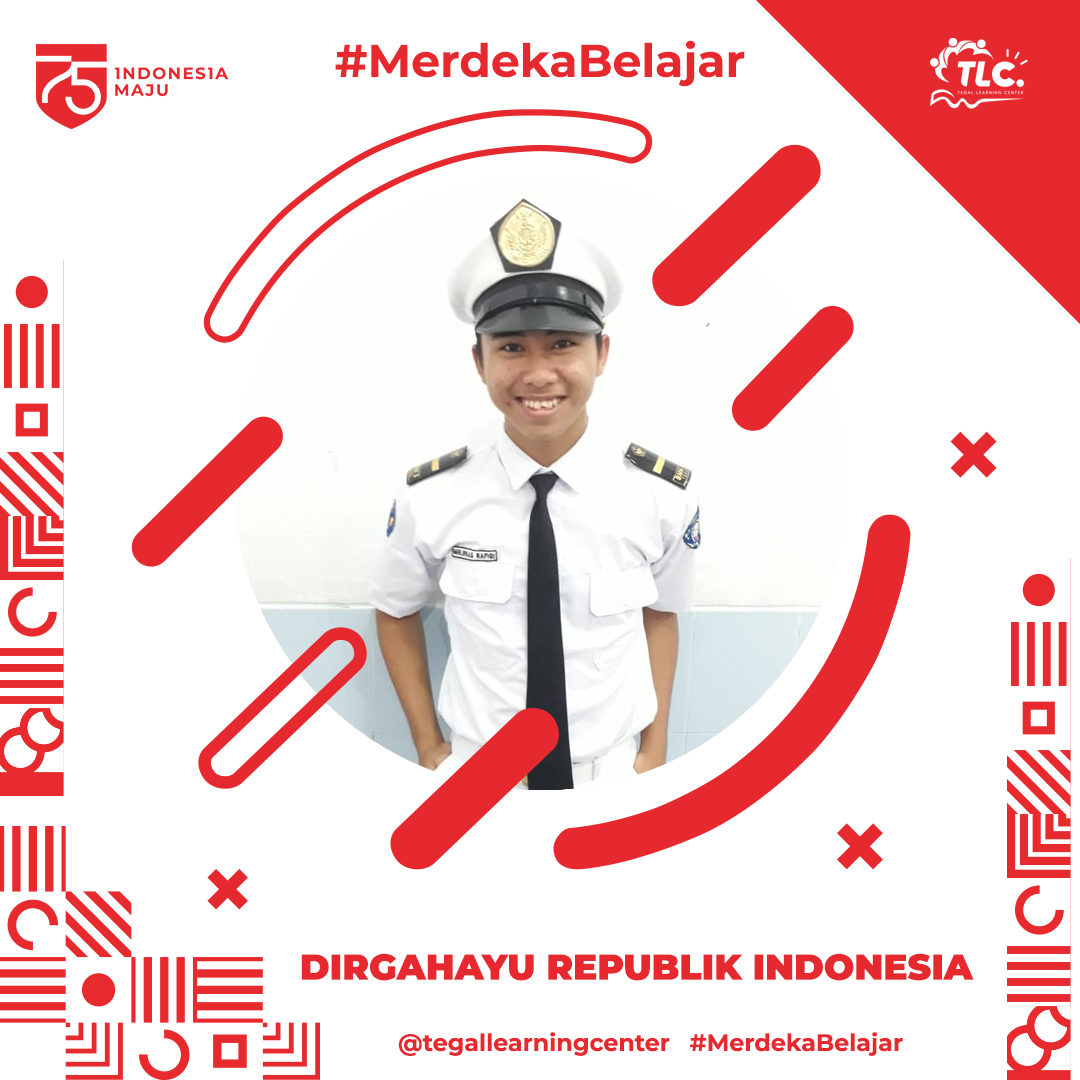 #MerdekaBelajar
75
INDONESIA
MAJU
TLC.
TEGAL LEARNING CENTER
DIRGAHAYU REPUBLIK INDONESIA
@tegallearningcenter #MerdekaBelajar